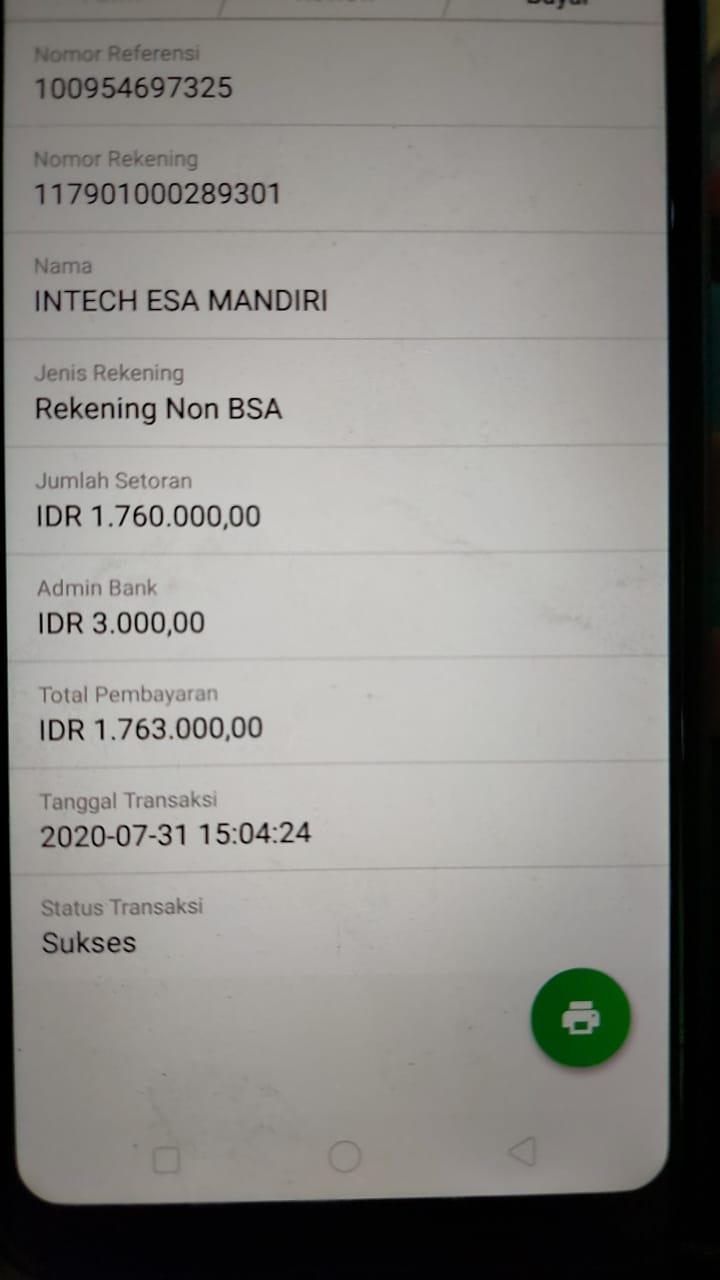 Nomor Referensi
100954697325
Nomor Rekening
117901000289301
Nama
INTECH ESA MANDIRI
Jenis Rekening
Rekening Non BSA
Jumlah Setoran
IDR 1.760.000,00
Admin Bank
IDR 3.000,00
Total Pembayaran
IDR 1.763.000,00
Tanggal Transaksi
2020-07-31 15:04:24
Status Transaksi
Sukses